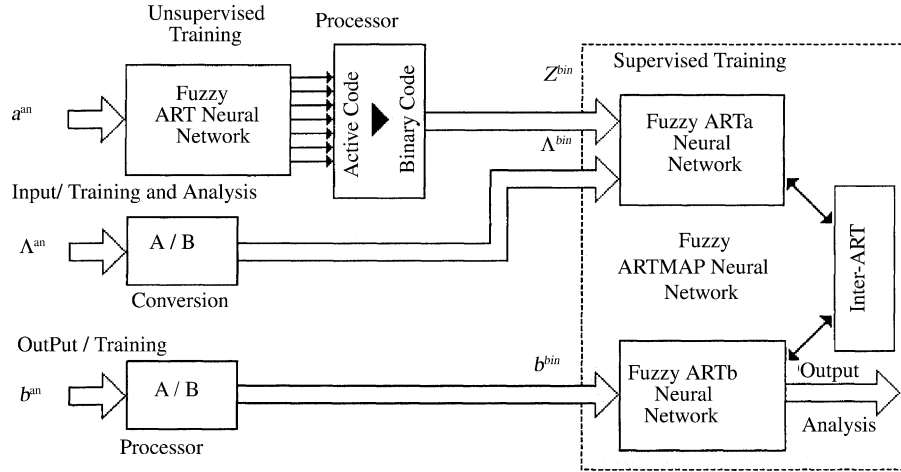 Unsupervised
Training
Processor
Supervised Training
Z^bin
a^an
Fuzzy
ART Neural
Network
Active Code
Binary Code
Fuzzy ARTa
Neural
Network
Λ^bin
Input/ Training and Analysis
Λ^an
A / B
Conversion
Fuzzy
ARTMAP Neural
Network
Inter-ART
OutPut / Training
b^an
A / B
Processor
b^bin
Fuzzy ARTb
Neural
Network
Output
Analysis